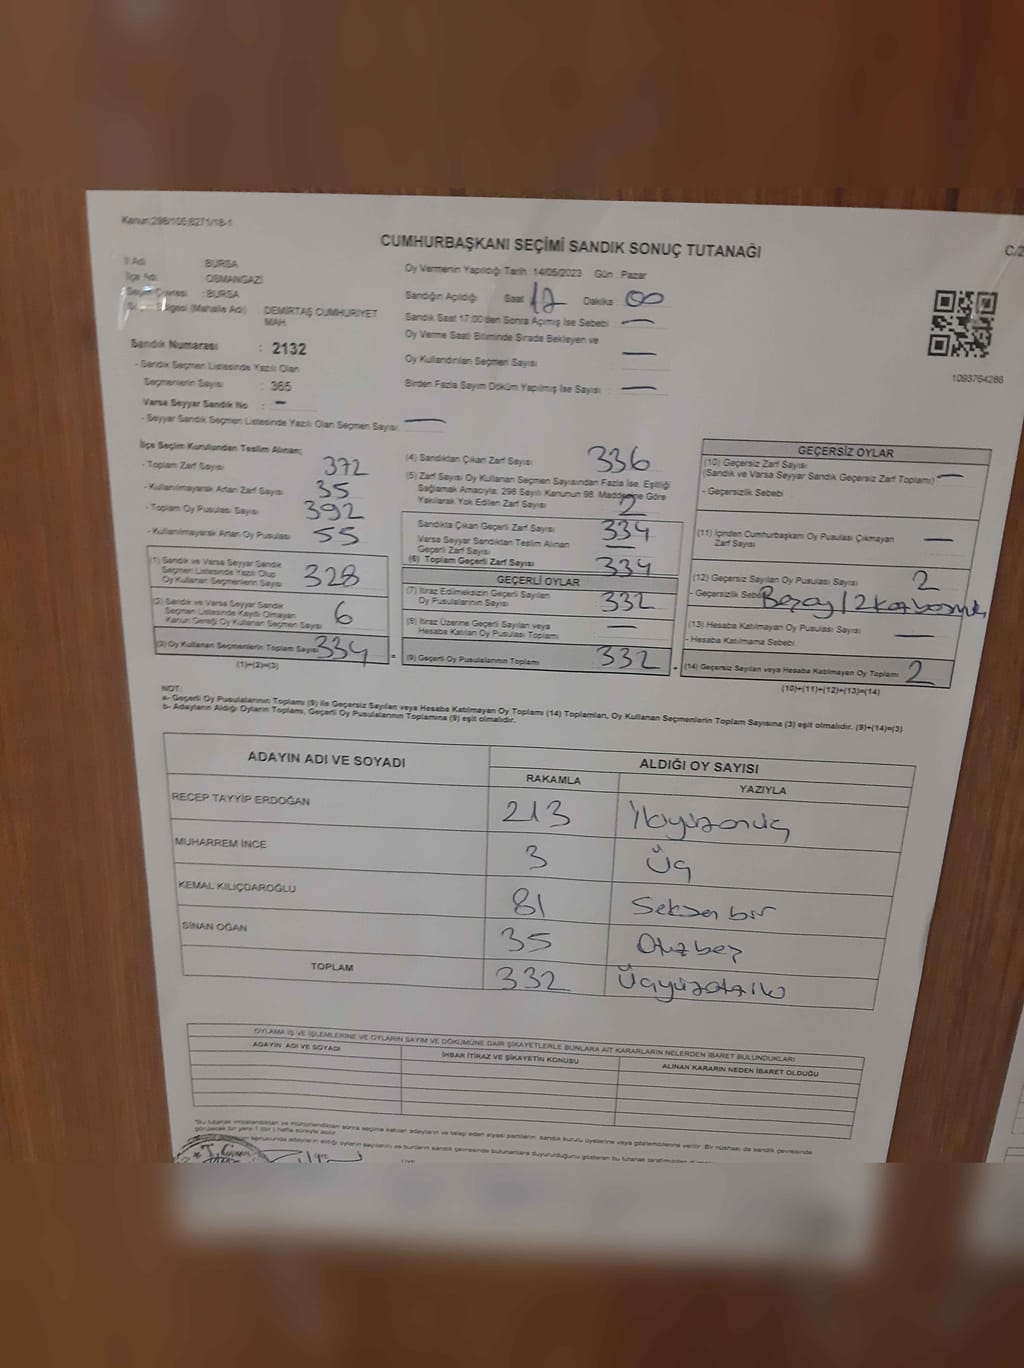 Kanun:298/105;6271/18-1
CUMHURBAŞKANI SEÇİMİ SANDIK SONUÇ TUTANAĞI
C/2
İl Adı : BURSA
İlçe Adı : OSMANGAZİ
Seçim Çevresi : BURSA
Bölgesi (Mahalle Adı) DEMİRTAŞ CUMHURİYET
MAH.
Sandık Numarası : 2132
- Sandık Seçmen Listesinde Yazılı Olan
Seçmenlerin Sayısı : 365
Varsa Seyyar Sandık No : -
- Seyyar Sandık Seçmen Listesinde Yazılı Olan Seçmen Sayısı: —
Oy Vermenin Yapıldığı Tarih :14/05/2023 Gün : Pazar
Sandığın Açıldığı Saat 17 Dakika 00
Sandık Saat 17:00'den Sonra Açılmış İse Sebebi —
Oy Verme Saati Bitiminde Sırada Bekleyen ve
Oy Kullandırılan Seçmen Sayısı —
Birden Fazla Sayım Döküm Yapılmış İse Sayısı : —
1093764286
İlçe Seçim Kurulundan Teslim Alınan;
- Toplam Zarf Sayısı 372
- Kullanılmayarak Artan Zarf Sayısı 35
- Toplam Oy Pusulası Sayısı 392
- Kullanılmayarak Artan Oy Pusulası 55
(1) Sandık ve Varsa Seyyar Sandık
Seçmen Listesinde Yazılı Olup
Oy Kullanan Seçmenlerin Sayısı 328
(2) Sandık ve Varsa Seyyar Sandık
Seçmen Listesinde Kayıtlı Olmayan
Kanun Gereği Oy Kullanan Seçmen Sayısı 6
(3) Oy Kullanan Seçmenlerin Toplam Sayısı 334
(1)+(2)=(3)
(4) Sandıktan Çıkan Zarf Sayısı 336
(5) Zarf Sayısı Oy Kullanan Seçmen Sayısından Fazla İse, Eşitliği
Sağlamak Amacıyla; 298 Sayılı Kanunun 98. Maddesine Göre
Yakılarak Yok Edilen Zarf Sayısı 2
Sandıkta Çıkan Geçerli Zarf Sayısı 334
Varsa Seyyar Sandıktan Teslim Alınan
Geçerli Zarf Sayısı —
(6) Toplam Geçerli Zarf Sayısı 334
GEÇERLİ OYLAR
(7) İtiraz Edilmeksizin Geçerli Sayılan
Oy Pusulalarının Sayısı 332
(8) İtiraz Üzerine Geçerli Sayılan veya
Hesaba Katılan Oy Pusulası Toplamı —
(9) Geçerli Oy Pusulalarının Toplamı 332
GEÇERSİZ OYLAR
(10) Geçersiz Zarf Sayısı
(Sandık ve Varsa Seyyar Sandık Geçersiz Zarf Toplamı) —
- Geçersizlik Sebebi
(11) İçinden Cumhurbaşkanı Oy Pusulası Çıkmayan
Zarf Sayısı —
(12) Geçersiz Sayılan Oy Pusulası Sayısı 2
- Geçersizlik Sebebi
(13) Hesaba Katılmayan Oy Pusulası Sayısı —
- Hesaba Katılmama Sebebi
(14) Geçersiz Sayılan veya Hesaba Katılmayan Oy Toplamı 2
(10)+(11)+(12)+(13)=(14)
NOT:
a- Geçerli Oy Pusulalarının Toplamı (9) ile Geçersiz Sayılan veya Hesaba Katılmayan Oy Toplamı (14) Toplamları, Oy Kullanan Seçmenlerin Toplam Sayısına (3) eşit olmalıdır. (9)+(14)=(3)
b- Adayların Aldığı Oyların Toplamı, Geçerli Oy Pusulalarının Toplamına (9) eşit olmalıdır.
ADAYIN ADI VE SOYADI
ALDIĞI OY SAYISI
RAKAMLA YAZIYLA
RECEP TAYYİP ERDOĞAN 213 İkiyüzonüç
MUHARREM İNCE 3 Üç
KEMAL KILIÇDAROĞLU 81 Seksen bir
SİNAN OĞAN 35 Otuz beş
TOPLAM 332 Üçyüzotuziki
OYLAMA İŞ VE İŞLEMLERİNE VE OYLARIN SAYIM VE DÖKÜMÜNE DAİR ŞİKAYETLERLE BUNLARA AİT KARARLARIN NELERDEN İBARET BULUNDUKLARI
ADAYIN ADI VE SOYADI İHBAR İTİRAZ VE ŞİKAYETİN KONUSU ALINAN KARARIN NEDEN İBARET OLDUĞU